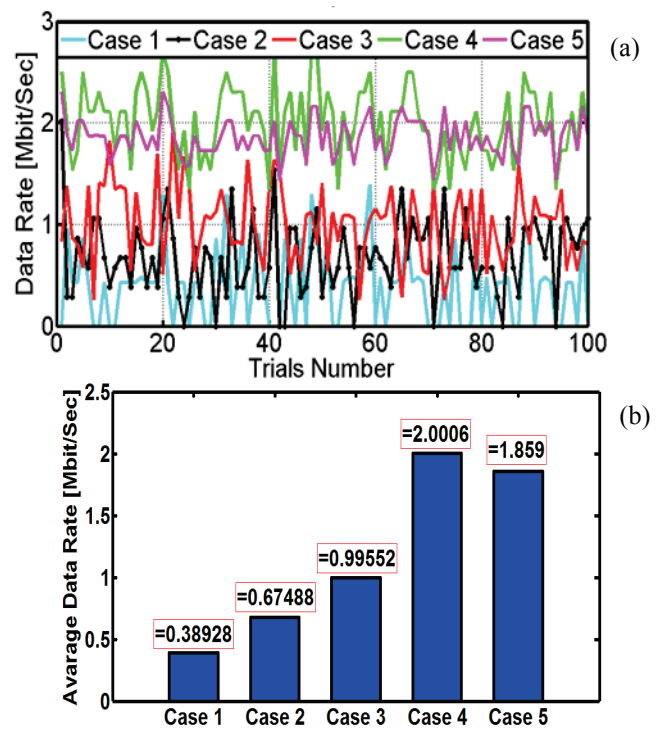 3
Case 1 Case 2 Case 3 Case 4 Case 5
(a)
2
1
0
Data Rate [Mbit/Sec]
1 20 40 60 80 100
Trials Number
(b)
2.5
2
1.5
1
0.5
0
Avarage Data Rate [Mbit/Sec]
=2.0006
=1.859
=0.99552
=0.67488
=0.38928
Case 1 Case 2 Case 3 Case 4 Case 5